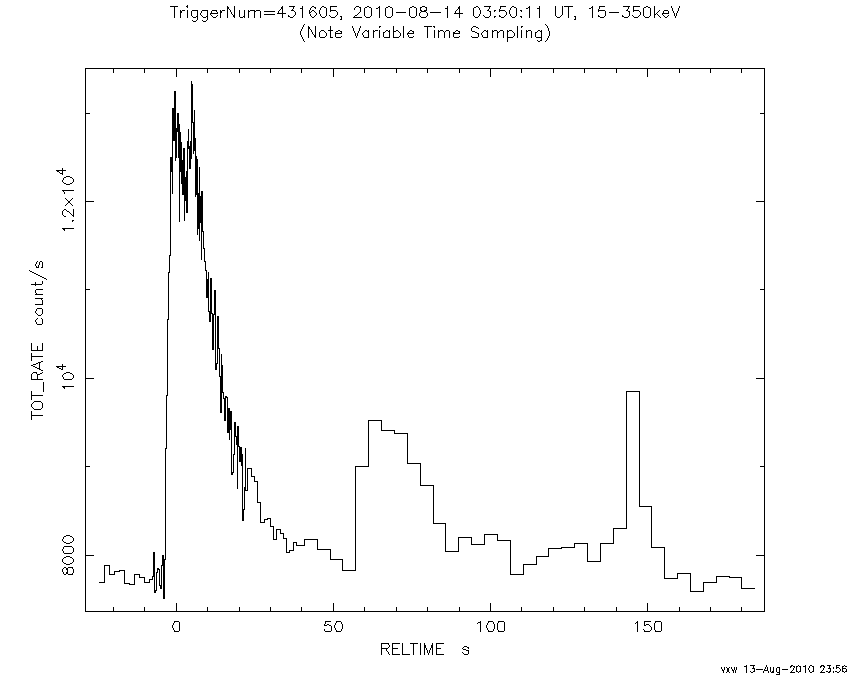 TriggerNum=431605, 2010-08-14 03:50:11 UT, 15-350keV
(Note Variable Time Sampling)
TOT_RATE count/s
1.2×10⁴
10⁴
8000
0 50 100 150
RELTIME s
vxw 13-Aug-2010 23:56